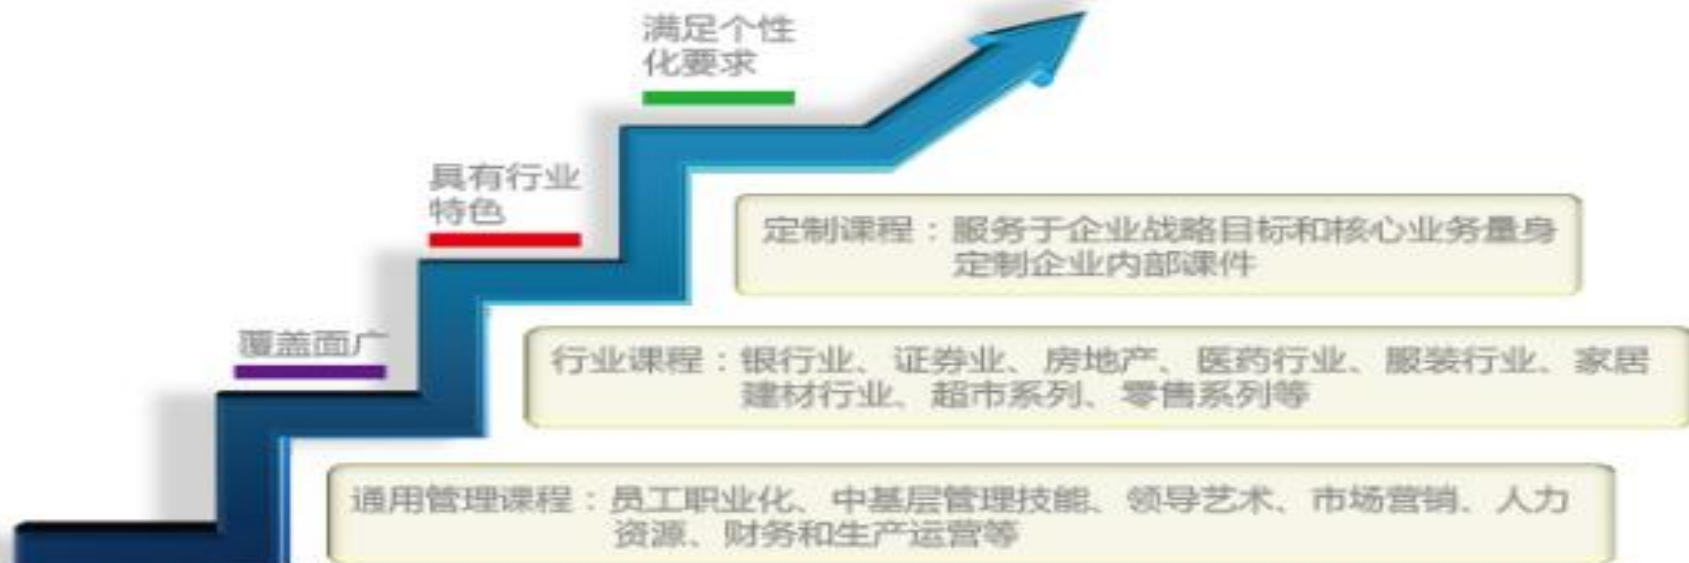 满足个性
化要求
具有行业
特色
定制课程：服务于企业战略目标和核心业务量身
定制企业内部课件
覆盖面广
行业课程：银行业、证券业、房地产、医药行业、服装行业、家居
建材行业、超市系列、零售系列等
通用管理课程：员工职业化、中基层管理技能、领导艺术、市场营销、人力
资源、财务和生产运营等